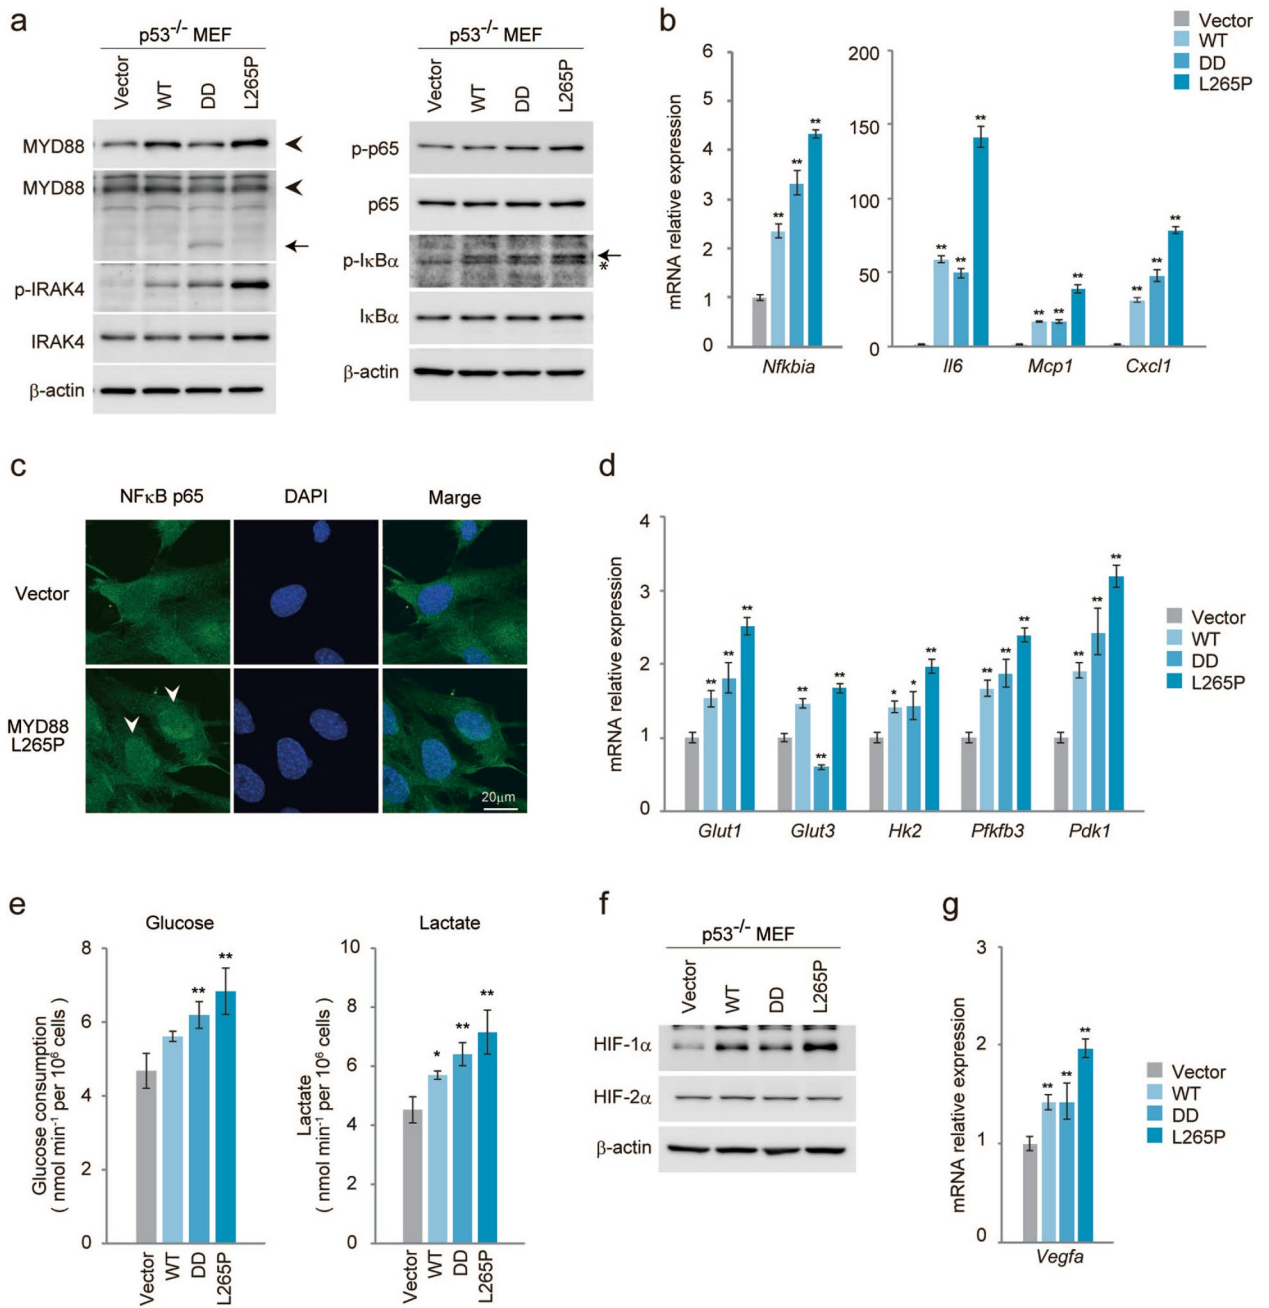 a
p53-/- MEF
Vector
WT
DD
L265P
MYD88
MYD88
p-IRAK4
IRAK4
β-actin
p53-/- MEF
Vector
WT
DD
L265P
p-p65
p65
p-IκBα
*
IκBα
β-actin
b
mRNA relative expression
6
5
4
3
2
1
0
**
**
**
Nfkbia
200
150
100
50
0
**
**
**
**
**
**
**
**
**
Il6
Mcp1
Cxcl1
Vector
WT
DD
L265P
c
NFκB p65
DAPI
Marge
Vector
MYD88
L265P
20μm
d
mRNA relative expression
4
3
2
1
0
**
**
**
**
**
**
*
*
**
**
**
**
**
**
**
Glut1
Glut3
Hk2
Pfkfb3
Pdk1
Vector
WT
DD
L265P
e
Glucose
Glucose consumption
( nmol min-1 per 10⁶ cells )
8
6
4
2
0
**
**
Vector
WT
DD
L265P
Lactate
Lactate
( nmol min-1 per 10⁶ cells )
10
8
6
4
2
0
*
**
**
Vector
WT
DD
L265P
f
p53-/- MEF
Vector
WT
DD
L265P
HIF-1α
HIF-2α
β-actin
g
mRNA relative expression
3
2
1
0
**
**
**
Vegfa
Vector
WT
DD
L265P